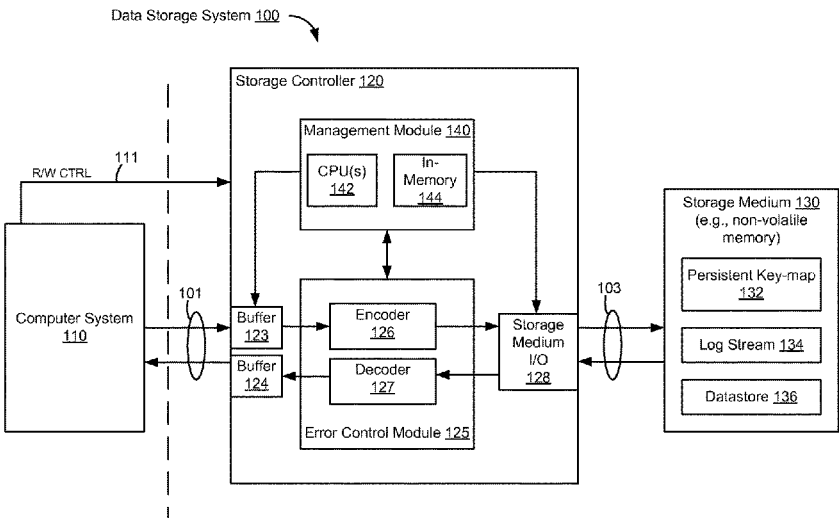 Data Storage System 100
Storage Controller 120
Management Module 140
CPU(s)
142
In-
Memory
144
111
R/W CTRL
Storage Medium 130
(e.g., non-volatile
memory)
Persistent Key-map
132
Log Stream 134
Datastore 136
Computer System
110
101
Buffer
123
Buffer
124
Encoder
126
Decoder
127
Error Control Module 125
Storage
Medium
I/O
128
103